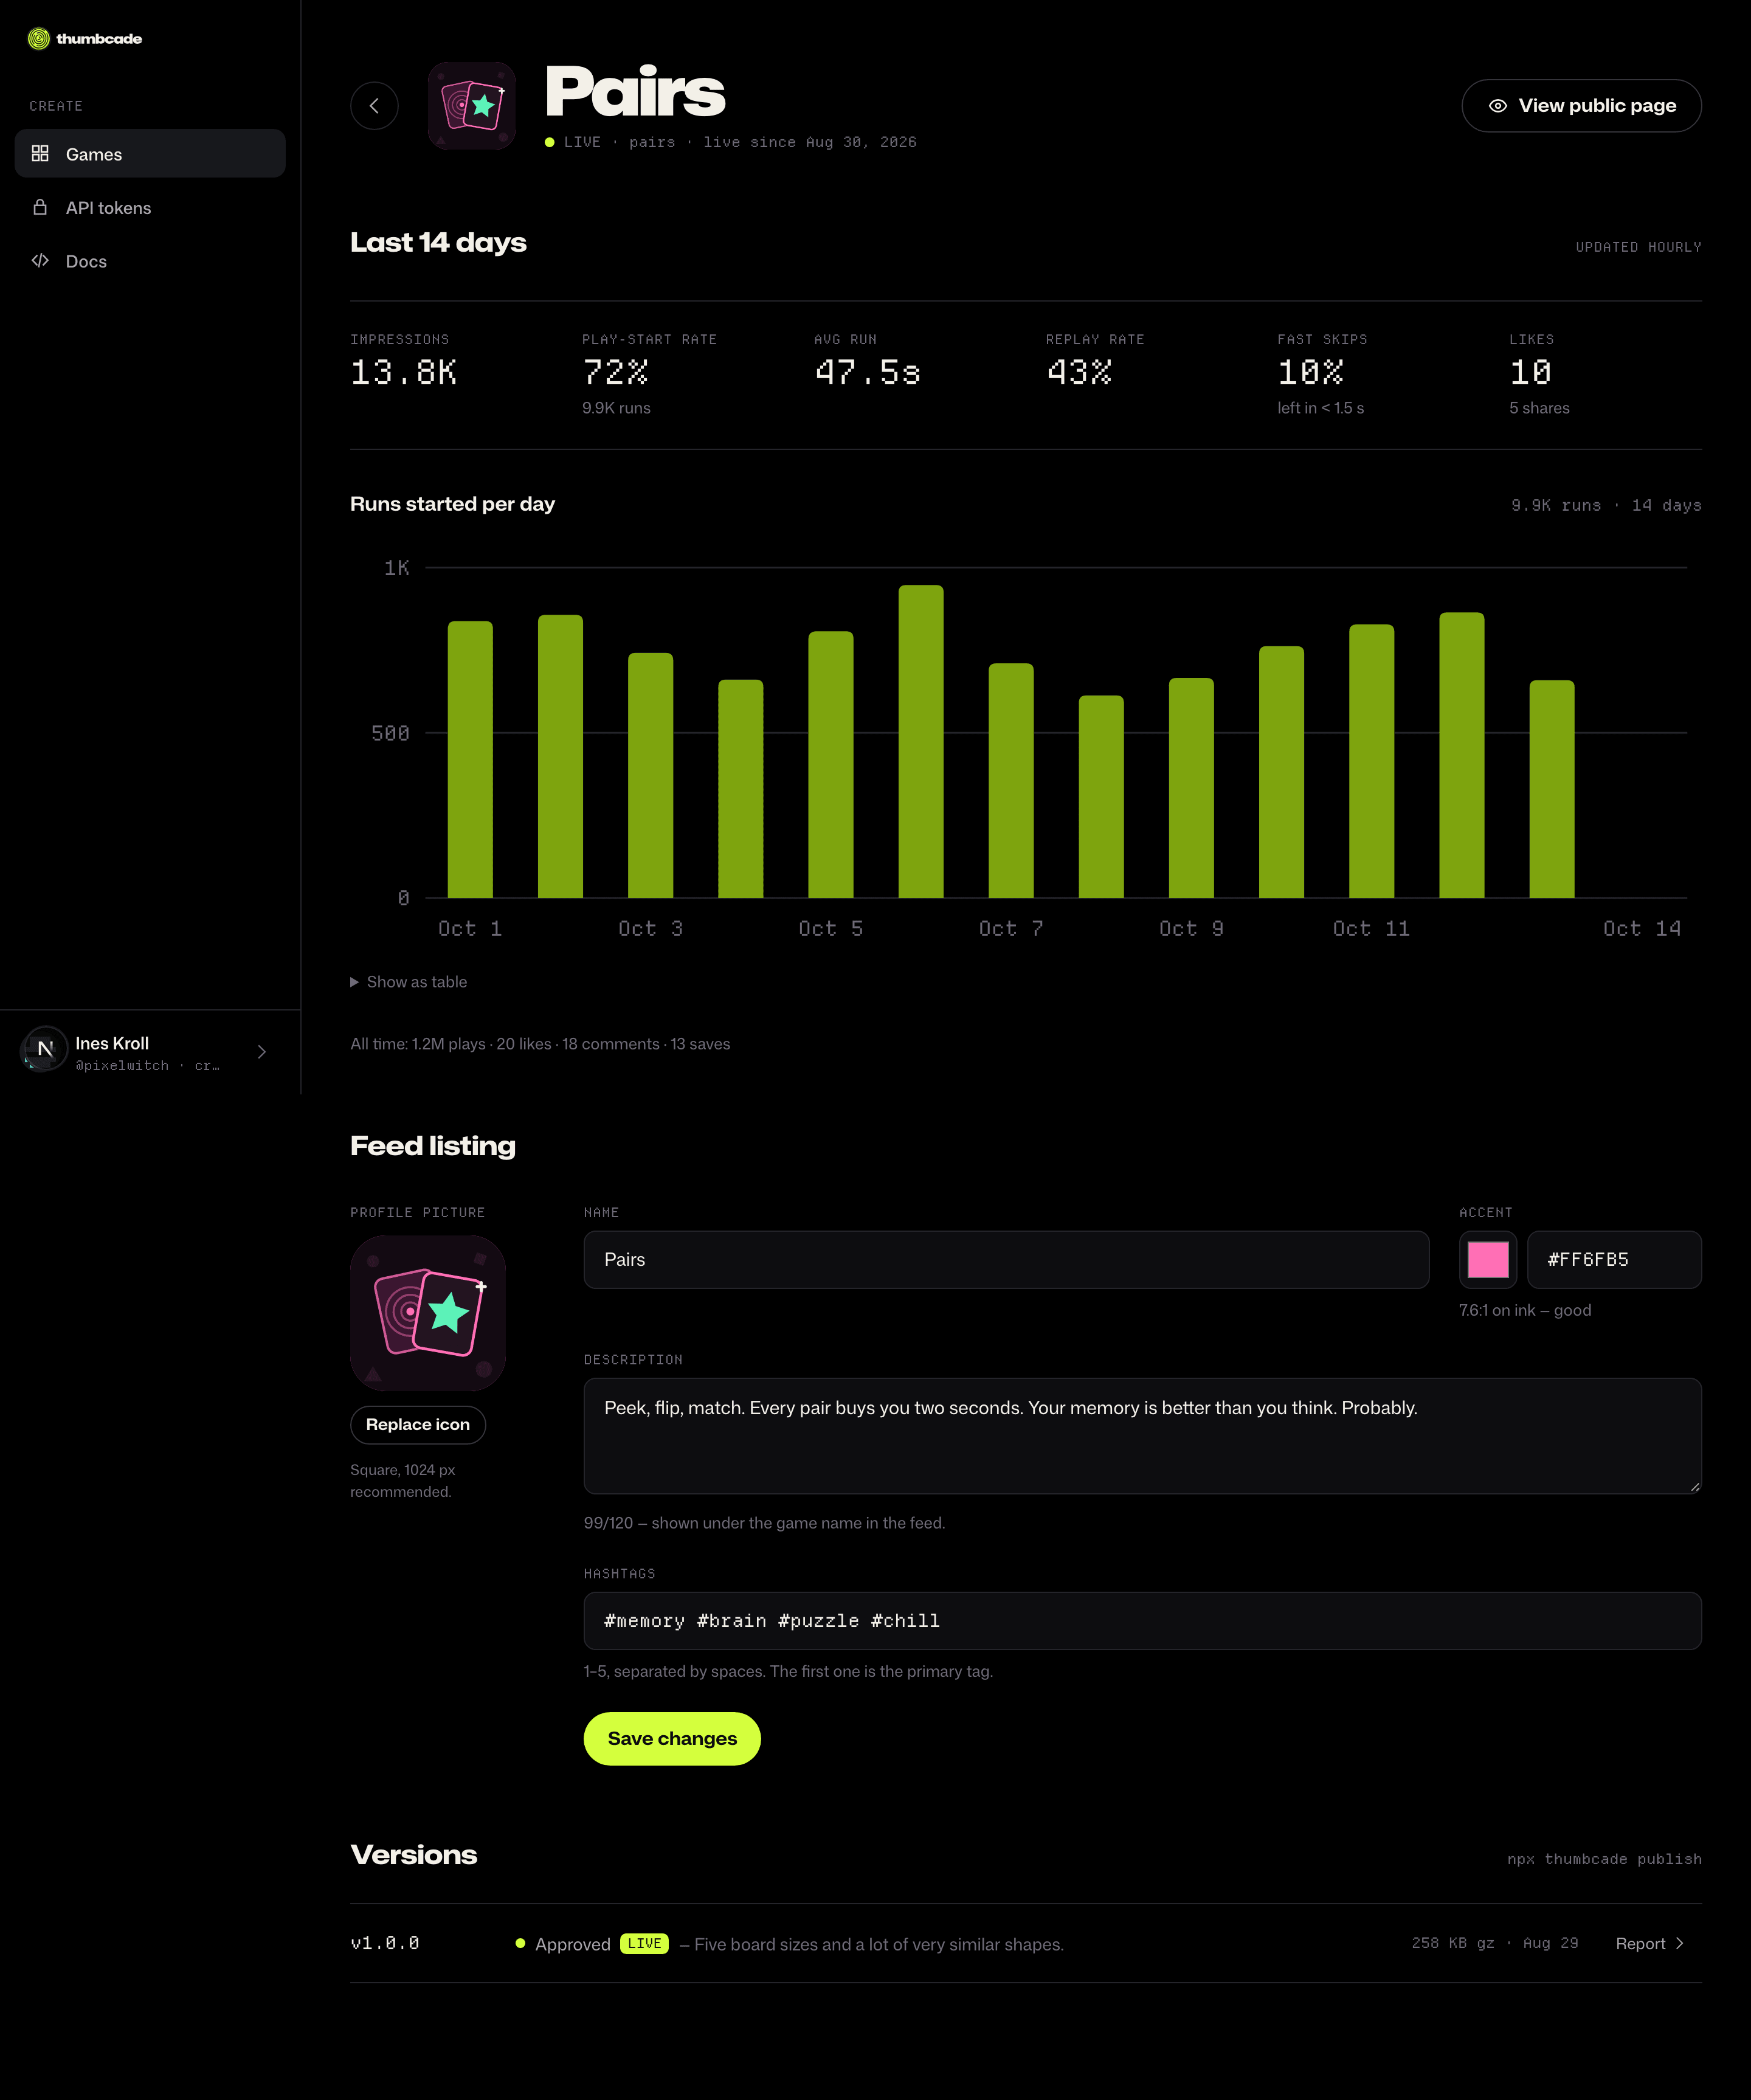 thumbcade
CREATE
Games
API tokens
Docs
Ines Kroll
@pixelwitch · cr…
N
Pairs
LIVE · pairs · live since Aug 30, 2026
View public page
Last 14 days
UPDATED HOURLY
IMPRESSIONS
13.8K
PLAY-START RATE
72%
9.9K runs
AVG RUN
47.5s
REPLAY RATE
43%
FAST SKIPS
10%
left in < 1.5 s
LIKES
10
5 shares
Runs started per day
9.9K runs · 14 days
1K
500
0
Oct 1
Oct 3
Oct 5
Oct 7
Oct 9
Oct 11
Oct 14
Show as table
All time: 1.2M plays · 20 likes · 18 comments · 13 saves
Feed listing
PROFILE PICTURE
Replace icon
Square, 1024 px
recommended.
NAME
Pairs
ACCENT
#FF6FB5
7.6:1 on ink — good
DESCRIPTION
Peek, flip, match. Every pair buys you two seconds. Your memory is better than you think. Probably.
99/120 — shown under the game name in the feed.
HASHTAGS
#memory #brain #puzzle #chill
1–5, separated by spaces. The first one is the primary tag.
Save changes
Versions
npx thumbcade publish
v1.0.0
Approved LIVE — Five board sizes and a lot of very similar shapes.
258 KB gz · Aug 29
Report